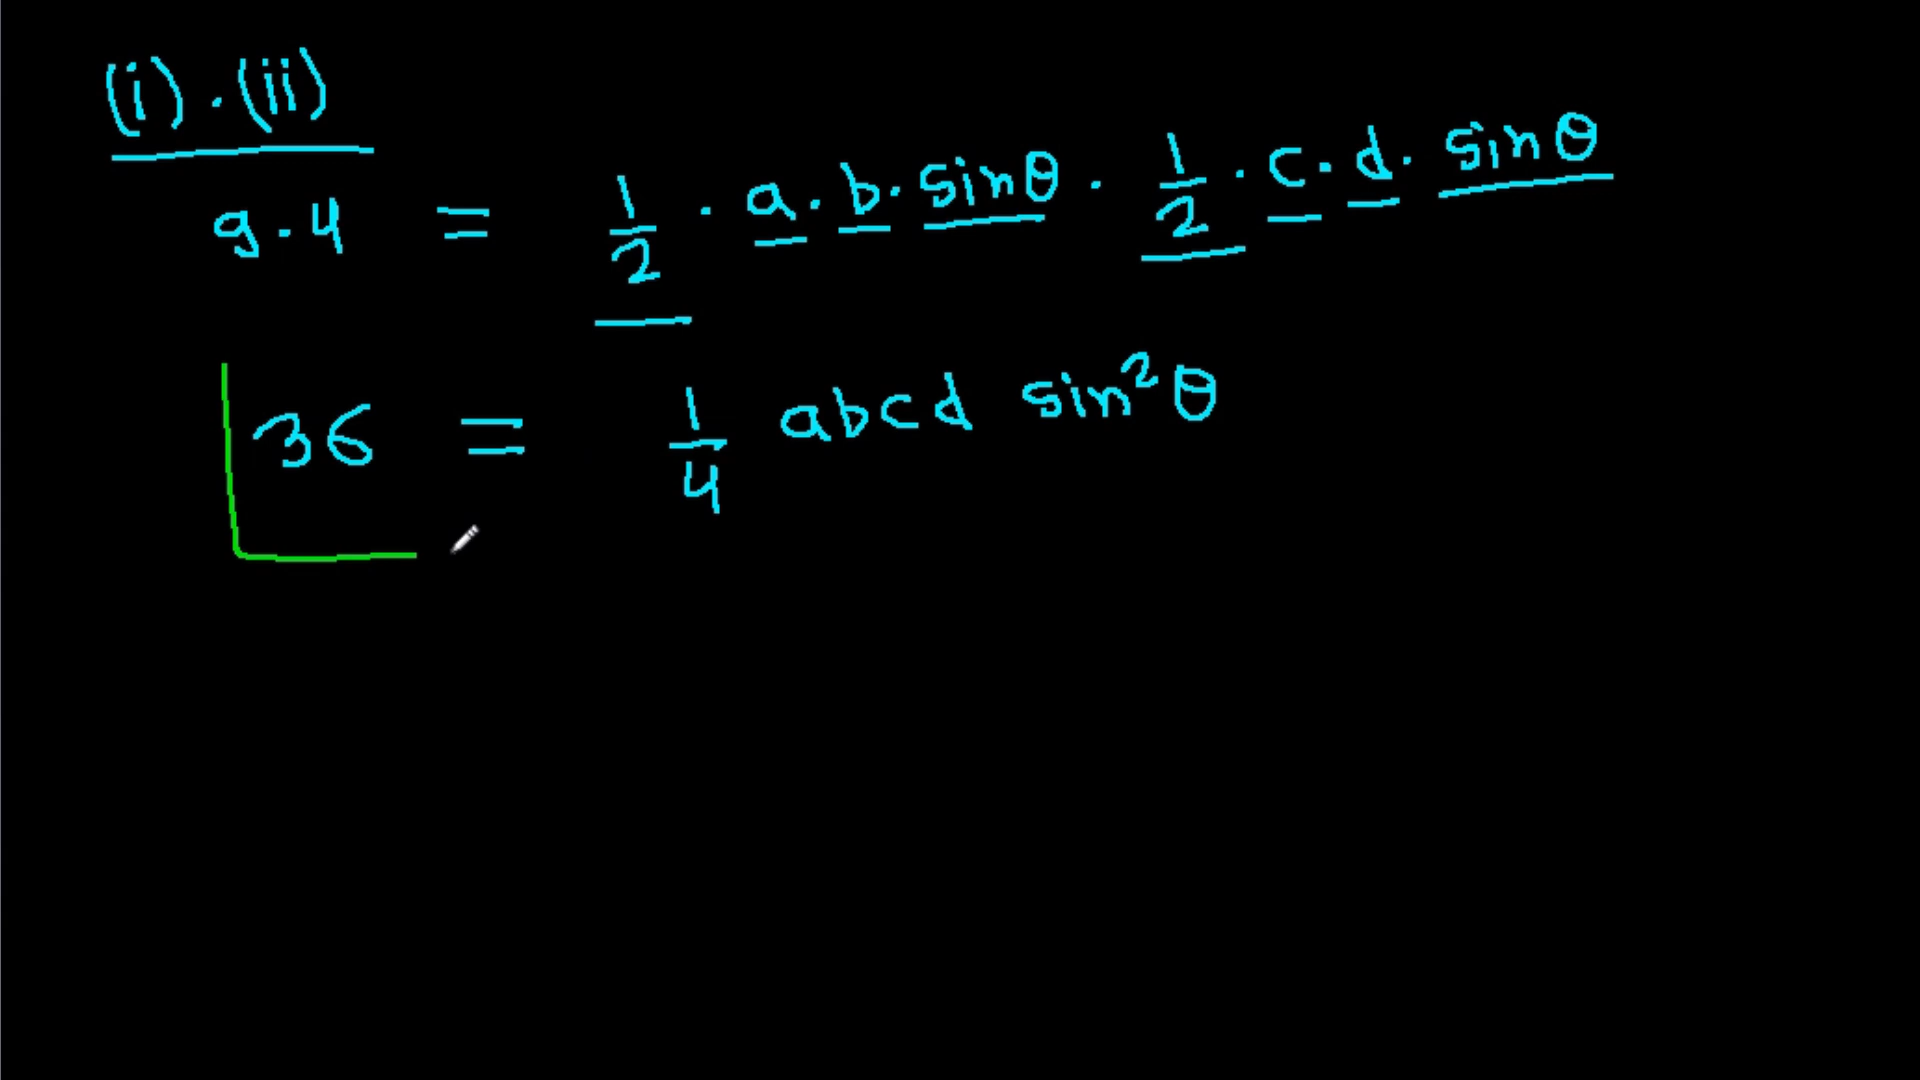 (i) . (ii)
9 . 4 = 1/2 . a . b . sinθ . 1/2 . c . d . sinθ
36 = 1/4 abcd sin²θ